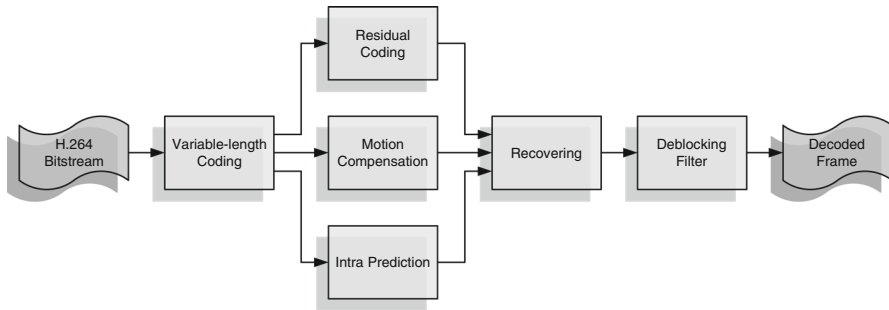 H.264
Bitstream
Variable-length
Coding
Residual
Coding
Motion
Compensation
Intra Prediction
Recovering
Deblocking
Filter
Decoded
Frame